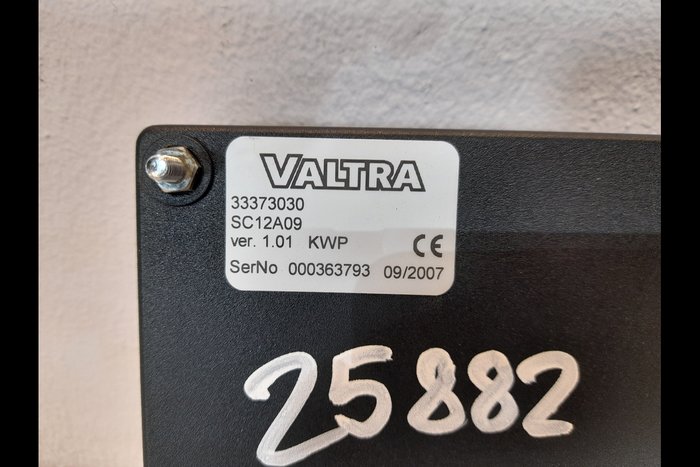 VALTRA
33373030
SC12A09
ver. 1.01 KWP CE
SerNo 000363793 09/2007
25882